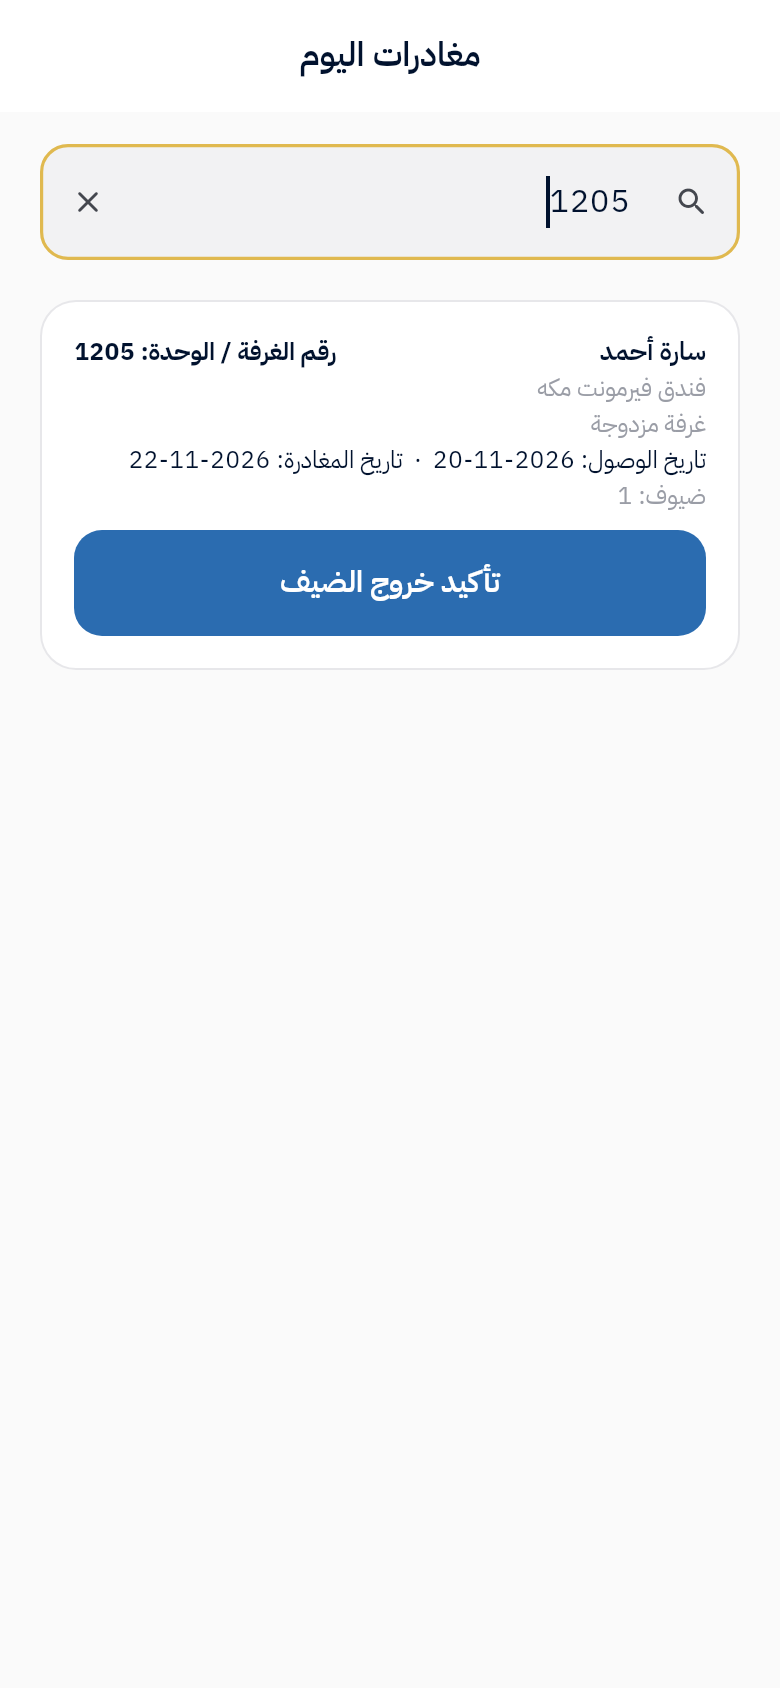 مغادرات اليوم
1205
سارة أحمد
رقم الغرفة / الوحدة: 1205
فندق فيرمونت مكه
غرفة مزدوجة
تاريخ الوصول: 2026-11-20 · تاريخ المغادرة: 2026-11-22
ضيوف: 1
تأكيد خروج الضيف